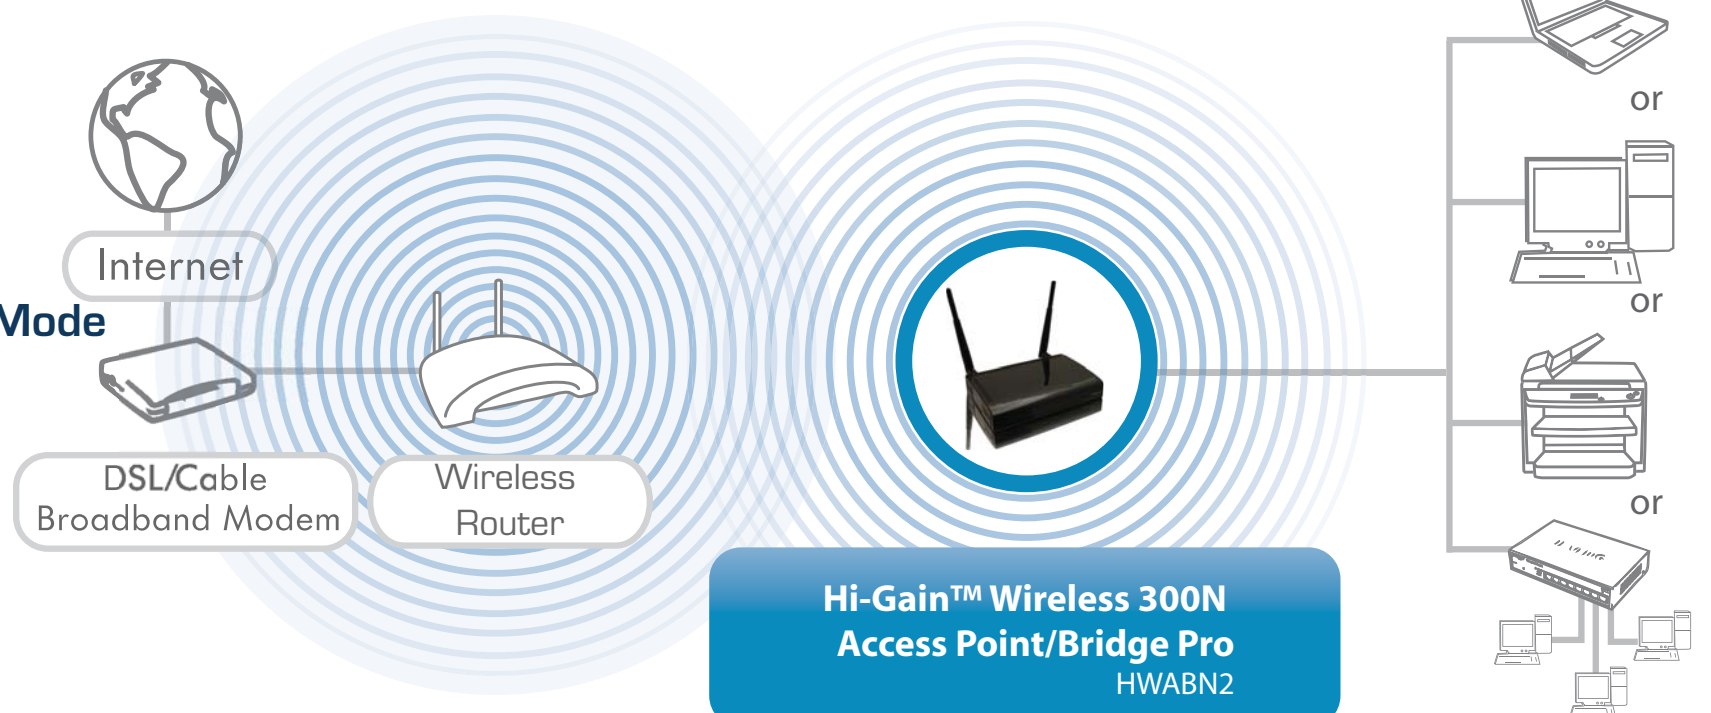 Internet
Mode
DSL/Cable
Broadband Modem
Wireless
Router
Hi-Gain™ Wireless 300N
Access Point/Bridge Pro
HWABN2
or
or
or